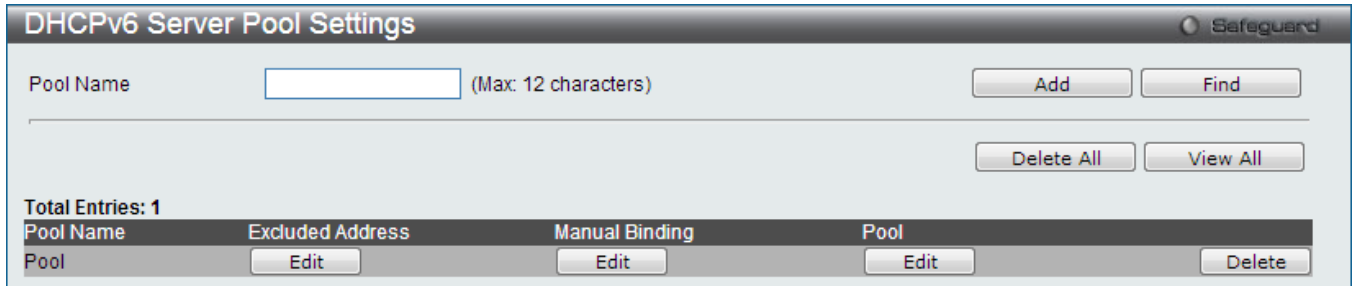 DHCPv6 Server Pool Settings Safeguard
Pool Name (Max: 12 characters) Add Find
Delete All View All
Total Entries: 1
Pool Name Excluded Address Manual Binding Pool
Pool Edit Edit Edit Delete